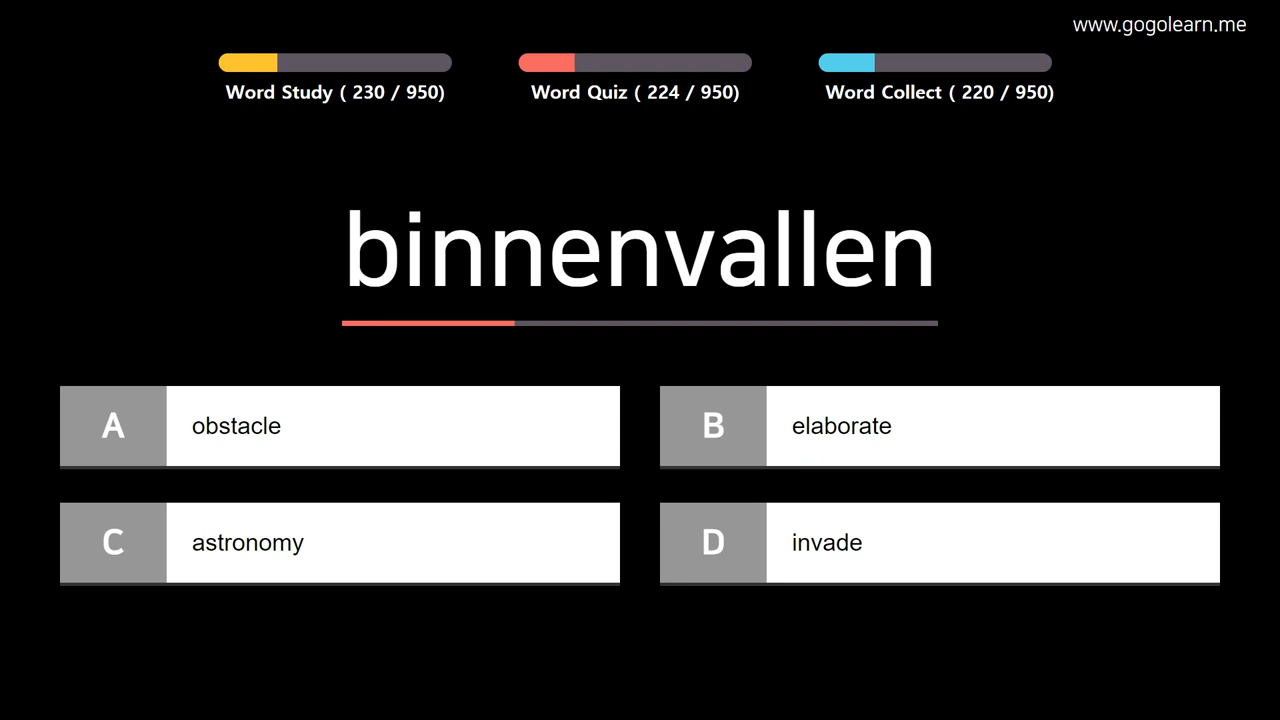 www.gogolearn.me
Word Study ( 230 / 950)
Word Quiz ( 224 / 950)
Word Collect ( 220 / 950)
binnenvallen
A obstacle
B elaborate
C astronomy
D invade